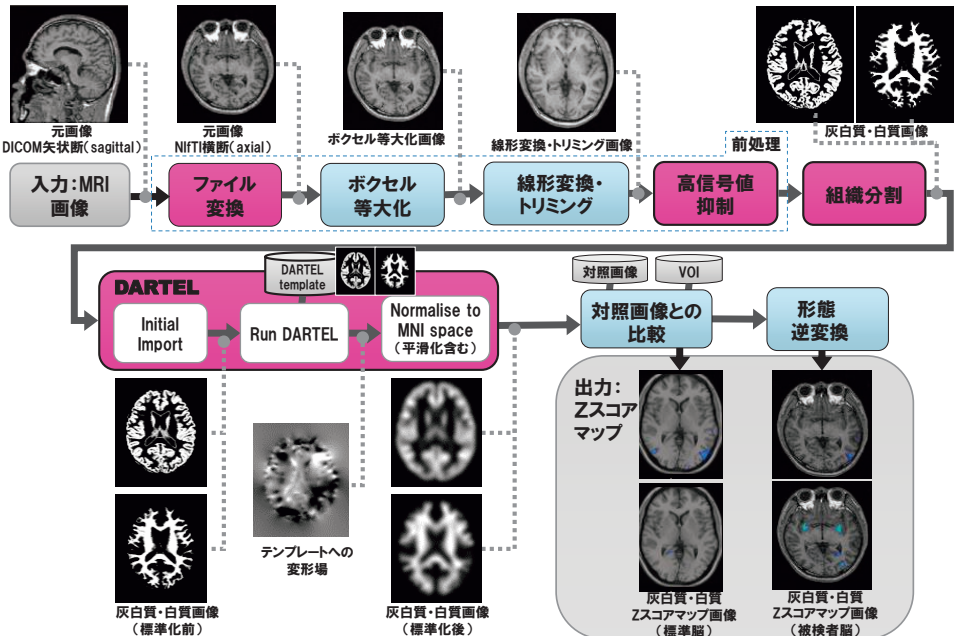 元画像
DICOM矢状断(sagittal)
元画像
NIfTI横断(axial)
ボクセル等大化画像
線形変換・トリミング画像
灰白質・白質画像
前処理
入力：MRI
画像
ファイル
変換
ボクセル
等大化
線形変換・
トリミング
高信号値
抑制
組織分割
DARTEL
DARTEL
template
Initial
Import
Run DARTEL
Normalise to
MNI space
(平滑化含む)
対照画像
VOI
対照画像との
比較
形態
逆変換
出力：
Zスコア
マップ
テンプレートへの
変形場
灰白質・白質画像
(標準化前)
灰白質・白質画像
(標準化後)
灰白質・白質
Zスコアマップ画像
(標準脳)
灰白質・白質
Zスコアマップ画像
(被検者脳)